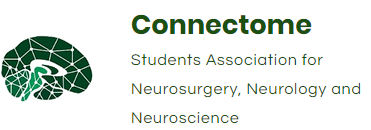 Connectome
Students Association for
Neurosurgery, Neurology and
Neuroscience